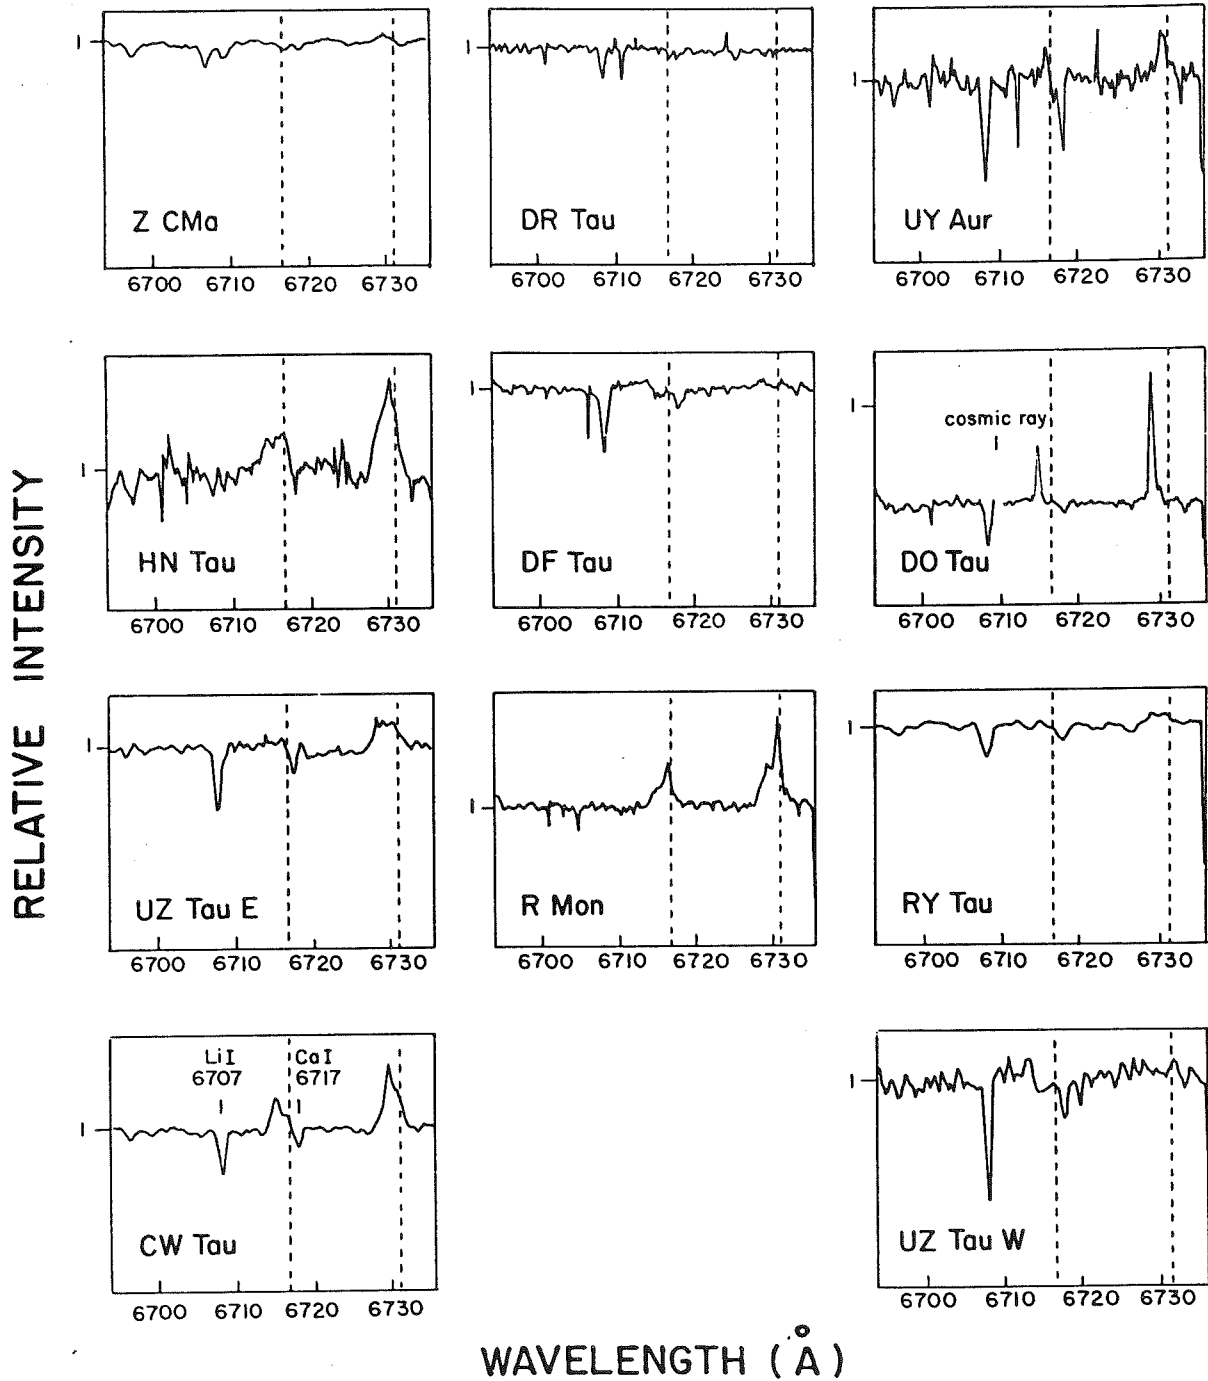 RELATIVE INTENSITY
1
Z CMa
6700 6710 6720 6730
1
DR Tau
6700 6710 6720 6730
1
UY Aur
6700 6710 6720 6730
1
HN Tau
6700 6710 6720 6730
1
DF Tau
6700 6710 6720 6730
1
cosmic ray
DO Tau
6700 6710 6720 6730
1
UZ Tau E
6700 6710 6720 6730
1
R Mon
6700 6710 6720 6730
1
RY Tau
6700 6710 6720 6730
Li I
6707
Ca I
6717
1
CW Tau
6700 6710 6720 6730
1
UZ Tau W
6700 6710 6720 6730
WAVELENGTH (Å)